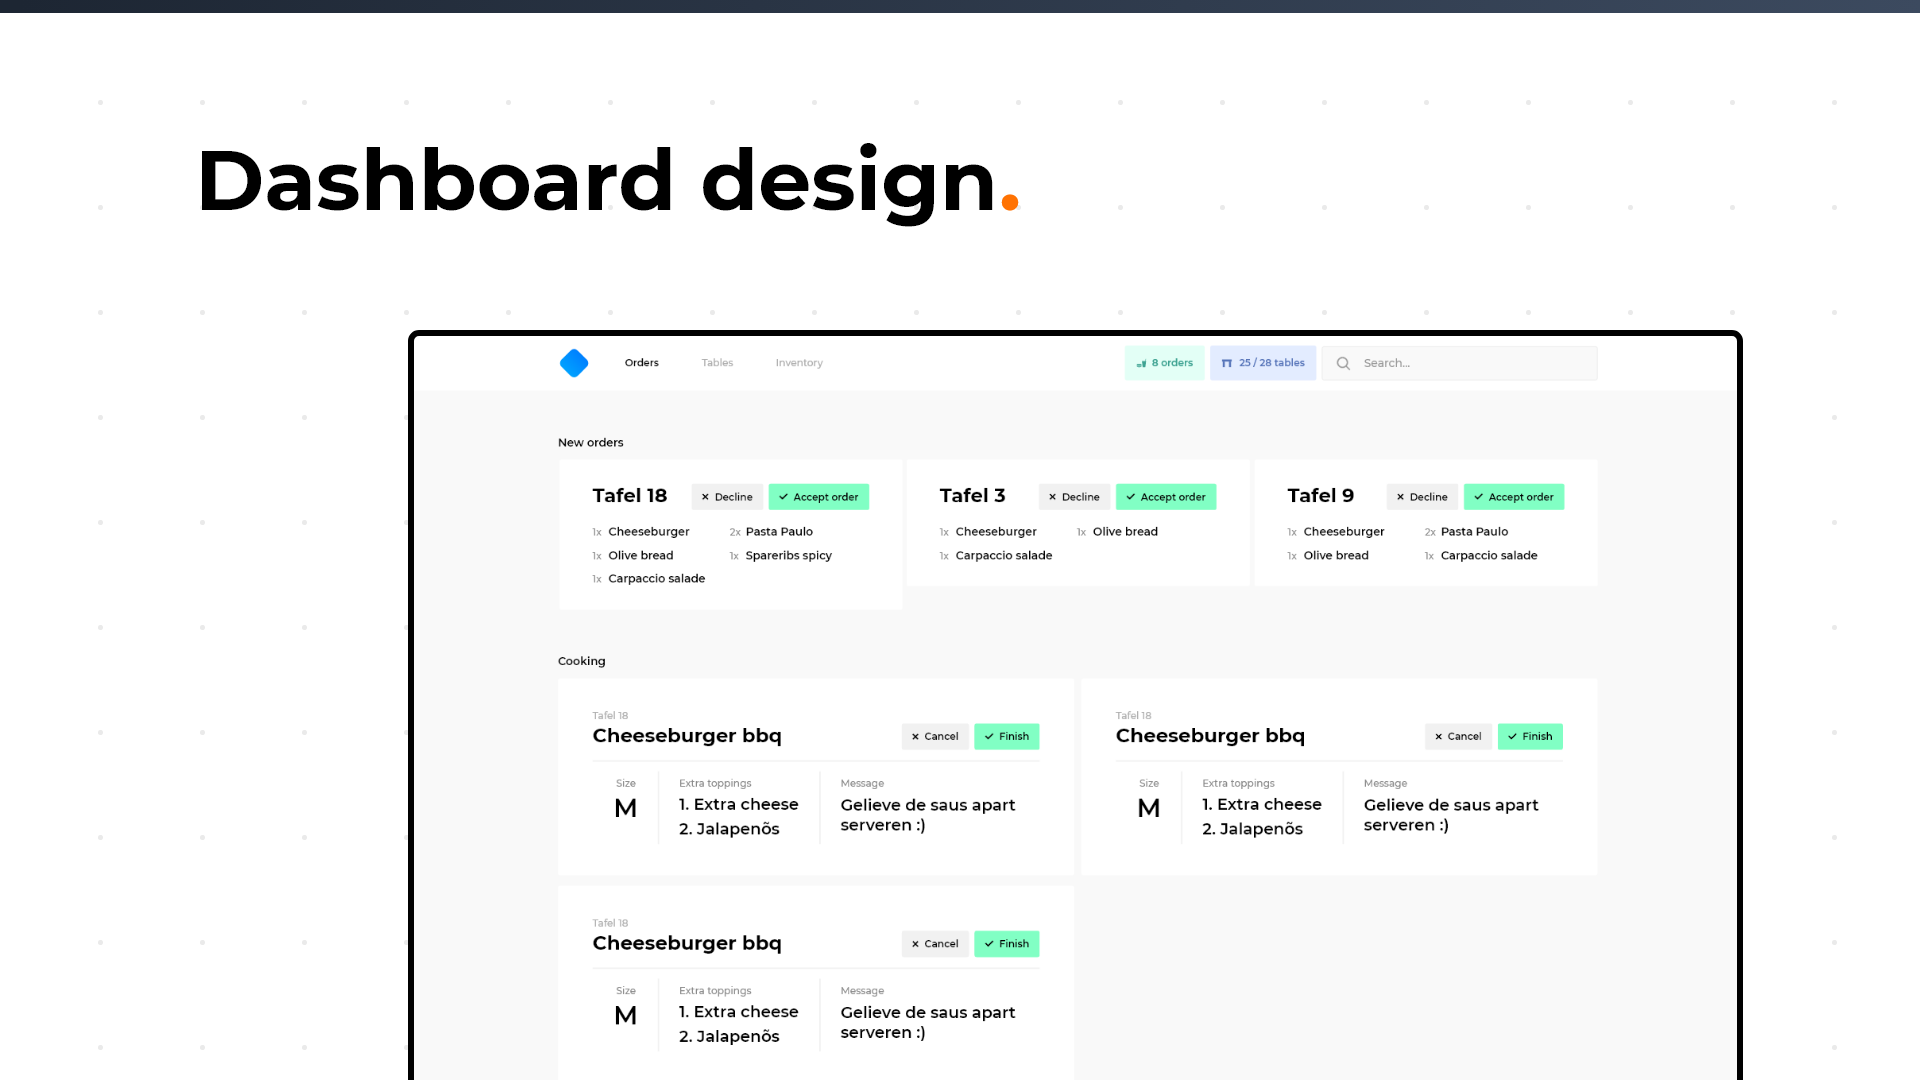 Dashboard design.
Orders Tables Inventory 8 orders 25 / 28 tables Search...
New orders
Tafel 18 Decline Accept order
1x Cheeseburger 2x Pasta Paulo
1x Olive bread 1x Spareribs spicy
1x Carpaccio salade
Tafel 3 Decline Accept order
1x Cheeseburger 1x Olive bread
1x Carpaccio salade
Tafel 9 Decline Accept order
1x Cheeseburger 2x Pasta Paulo
1x Olive bread 1x Carpaccio salade
Cooking
Tafel 18
Cheeseburger bbq Cancel Finish
Size Extra toppings Message
M 1. Extra cheese Gelieve de saus apart
2. Jalapenõs serveren :)
Tafel 18
Cheeseburger bbq Cancel Finish
Size Extra toppings Message
M 1. Extra cheese Gelieve de saus apart
2. Jalapenõs serveren :)
Tafel 18
Cheeseburger bbq Cancel Finish
Size Extra toppings Message
M 1. Extra cheese Gelieve de saus apart
2. Jalapenõs serveren :)